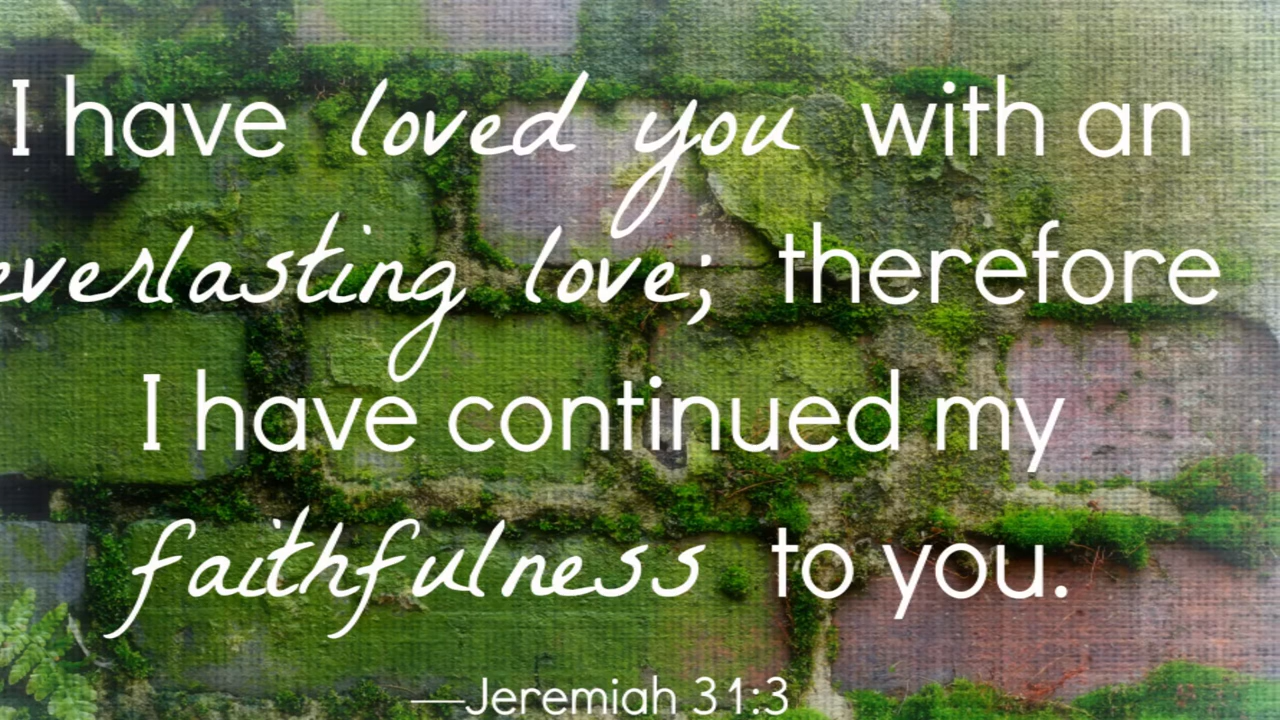 I have loved you with an
everlasting love; therefore
I have continued my
faithfulness to you.
—Jeremiah 31:3